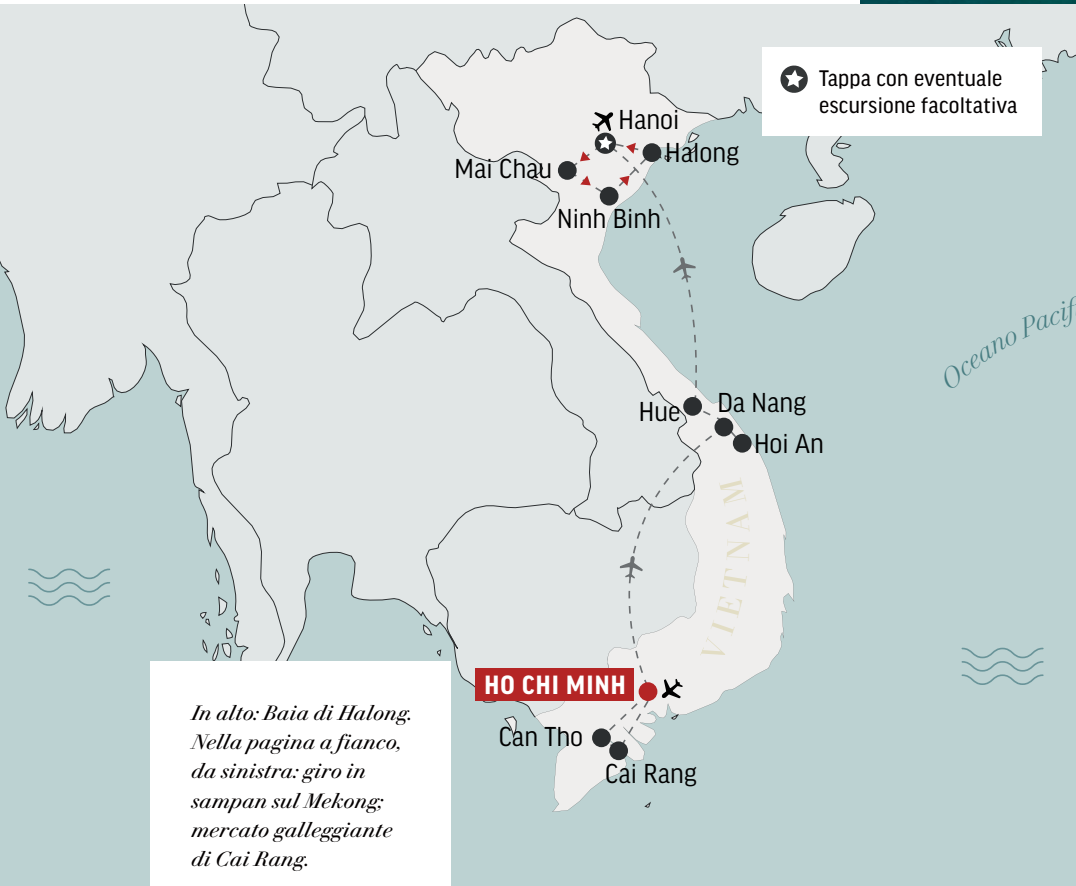 Tappa con eventuale
escursione facoltativa
Hanoi
Halong
Mai Chau
Ninh Binh
Oceano Pacif
Hue
Da Nang
Hoi An
VIETNAM
HO CHI MINH
Can Tho
Cai Rang
In alto: Baia di Halong.
Nella pagina a fianco,
da sinistra: giro in
sampan sul Mekong;
mercato galleggiante
di Cai Rang.